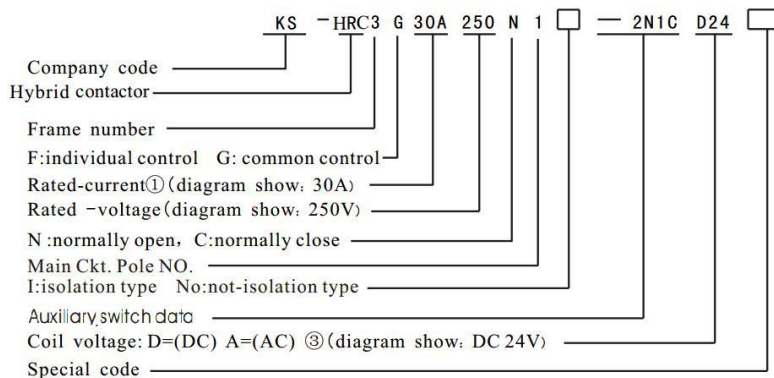 KS -HRC3 G 30A 250 N 1 □ — 2N1C D24 □
Company code
Hybrid contactor
Frame number
F:individual control G: common control
Rated-current①(diagram show: 30A)
Rated -voltage(diagram show: 250V)
N :normally open, C:normally close
Main Ckt. Pole NO.
I:isolation type No:not-isolation type
Auxiliary switch data
Coil voltage: D=(DC) A=(AC) ③(diagram show: DC 24V)
Special code